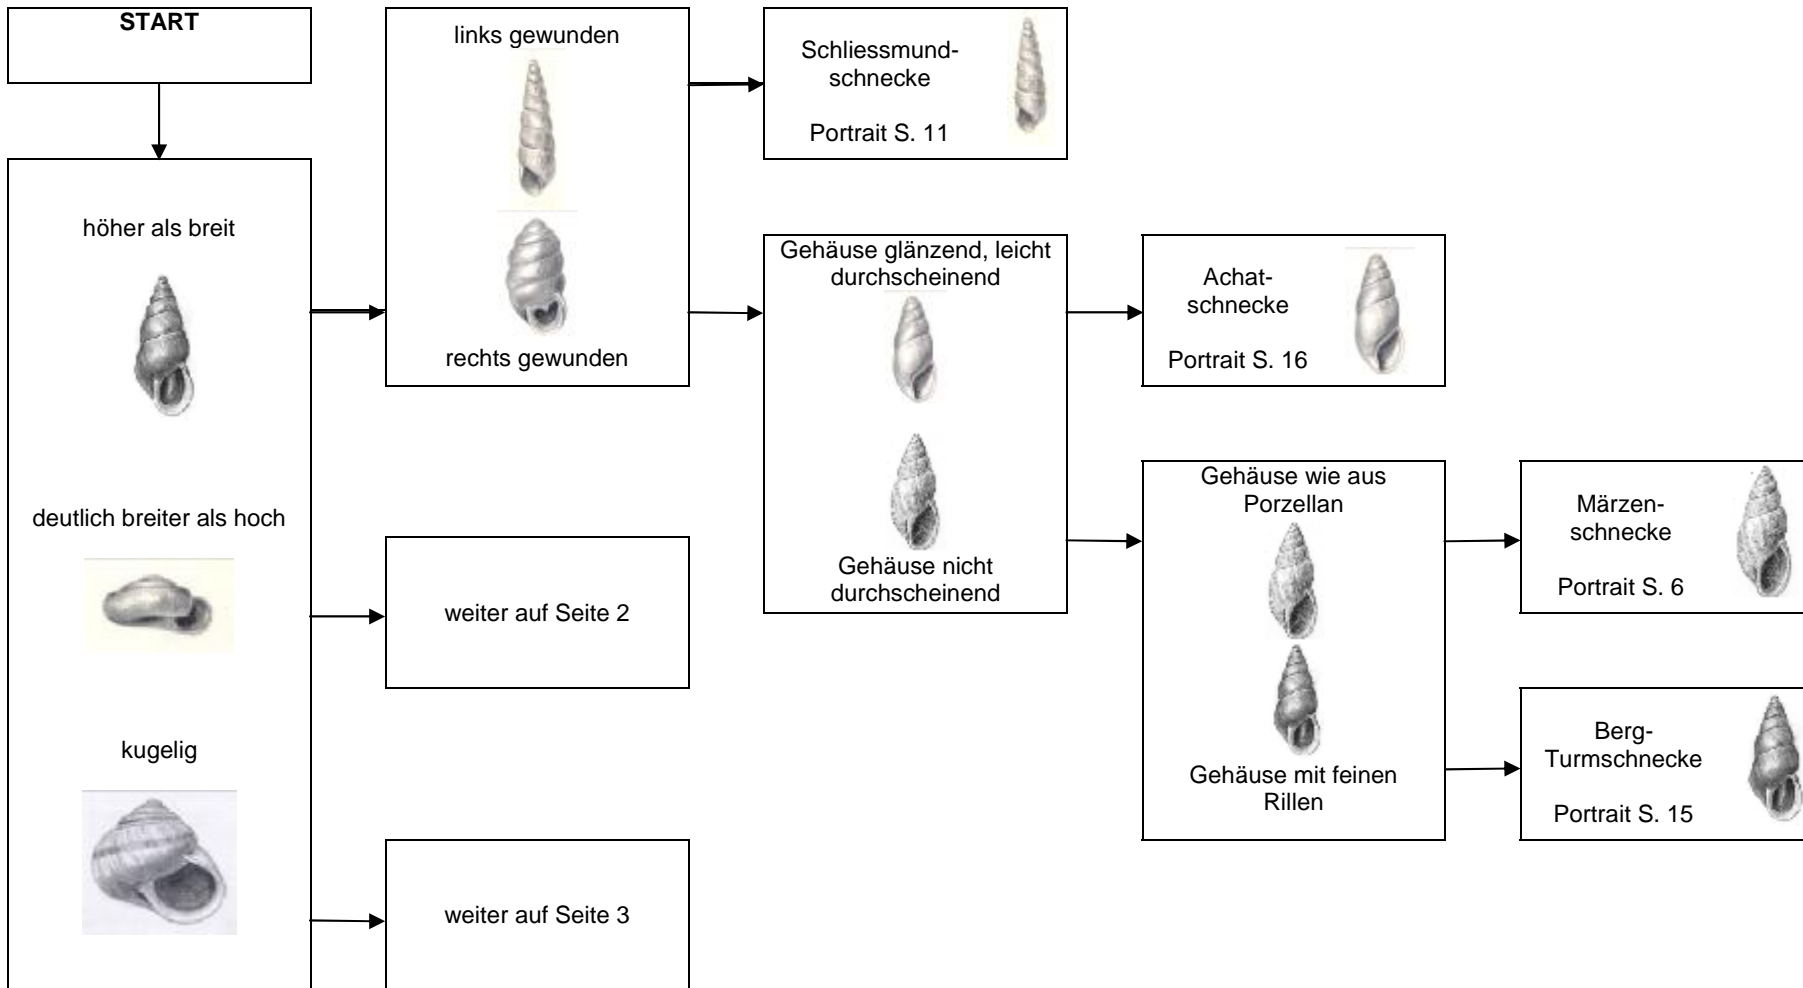 START
höher als breit
deutlich breiter als hoch
kugelig
links gewunden
rechts gewunden
weiter auf Seite 2
weiter auf Seite 3
Schliessmund-
schnecke
Portrait S. 11
Gehäuse glänzend, leicht
durchscheinend
Gehäuse nicht
durchscheinend
Achat-
schnecke
Portrait S. 16
Gehäuse wie aus
Porzellan
Gehäuse mit feinen
Rillen
Märzen-
schnecke
Portrait S. 6
Berg-
Turmschnecke
Portrait S. 15